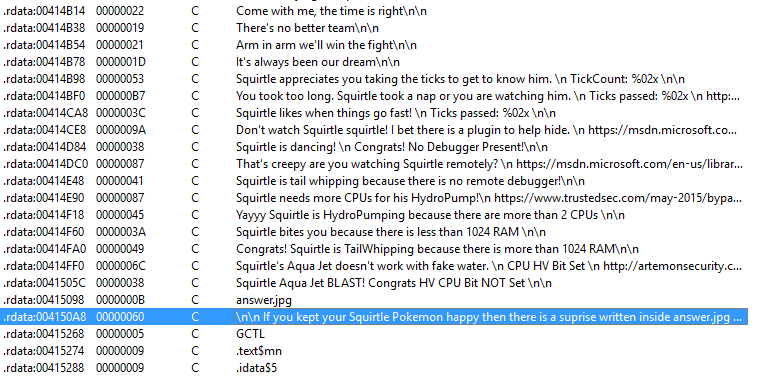 .rdata:00414B14 00000022 C Come with me, the time is right\n\n
.rdata:00414B38 00000019 C There's no better team\n\n
.rdata:00414B54 00000021 C Arm in arm we'll win the fight\n\n
.rdata:00414B78 0000001D C It's always been our dream\n\n
.rdata:00414B98 00000053 C Squirtle appreciates you taking the ticks to get to know him. \n TickCount: %02x \n\n
.rdata:00414BF0 000000B7 C You took too long. Squirtle took a nap or you are watching him. \n Ticks passed: %02x \n http:...
.rdata:00414CA8 0000003C C Squirtle likes when things go fast! \n Ticks passed: %02x \n\n
.rdata:00414CE8 0000009A C Don't watch Squirtle squirtle! I bet there is a plugin to help hide. \n https://msdn.microsoft.co...
.rdata:00414D84 00000038 C Squirtle is dancing! \n Congrats! No Debugger Present!\n\n
.rdata:00414DC0 00000087 C That's creepy are you watching Squirtle remotely? \n https://msdn.microsoft.com/en-us/librar...
.rdata:00414E48 00000041 C Squirtle is tail whipping because there is no remote debugger!\n\n
.rdata:00414E90 00000087 C Squirtle needs more CPUs for his HydroPump!\n https://www.trustedsec.com/may-2015/bypa...
.rdata:00414F18 00000045 C Yayyy Squirtle is HydroPumping because there are more than 2 CPUs \n\n
.rdata:00414F60 0000003A C Squirtle bites you because there is less than 1024 RAM \n\n
.rdata:00414FA0 00000049 C Congrats! Squirtle is TailWhipping because there is more than 1024 RAM\n\n
.rdata:00414FF0 0000006C C Squirtle's Aqua Jet doesn't work with fake water. \n CPU HV Bit Set \n http://artemonsecurity.c...
.rdata:0041505C 00000038 C Squirtle Aqua Jet BLAST! Congrats HV CPU Bit NOT Set \n\n
.rdata:00415098 0000000B C answer.jpg
.rdata:004150A8 00000060 C \n\n If you kept your Squirtle Pokemon happy then there is a suprise written inside answer.jpg ...
.rdata:00415268 00000005 C GCTL
.rdata:00415274 00000009 C .text$mn
.rdata:00415288 00000009 C .idata$5